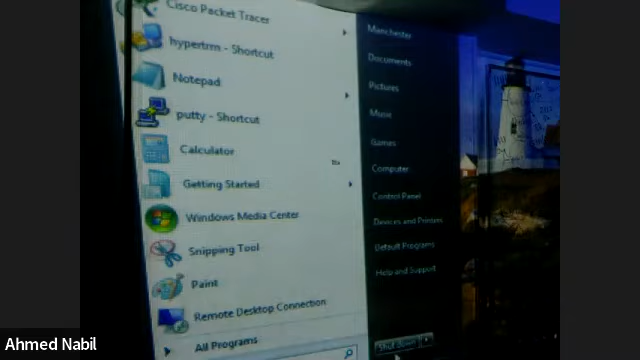 Cisco Packet Tracer
hypertrm - Shortcut
Notepad
putty - Shortcut
Calculator
Getting Started
Windows Media Center
Snipping Tool
Paint
Remote Desktop Connection
All Programs
Manchester
Documents
Pictures
Music
Games
Computer
Control Panel
Devices and Printers
Default Programs
Help and Support
Shut down
Ahmed Nabil